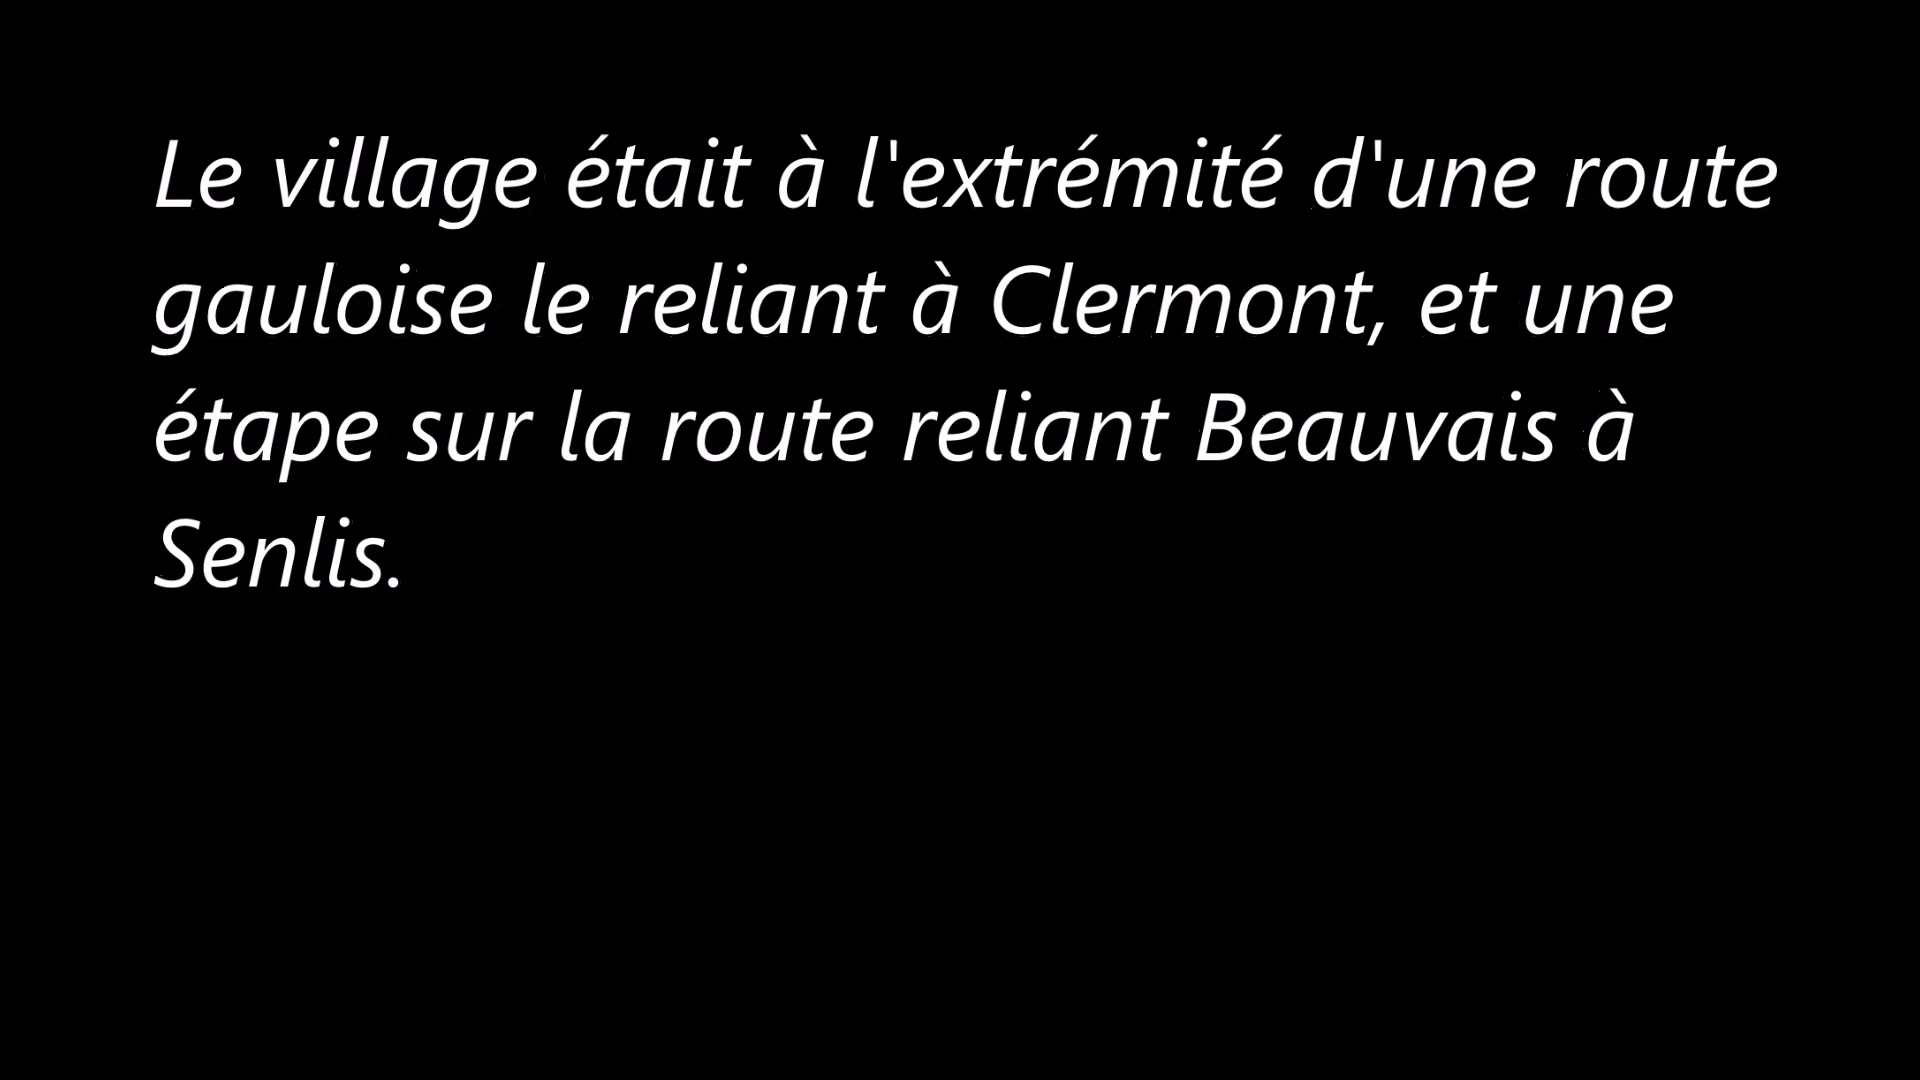 Le village était à l'extrémité d'une route
gauloise le reliant à Clermont, et une
étape sur la route reliant Beauvais à
Senlis.